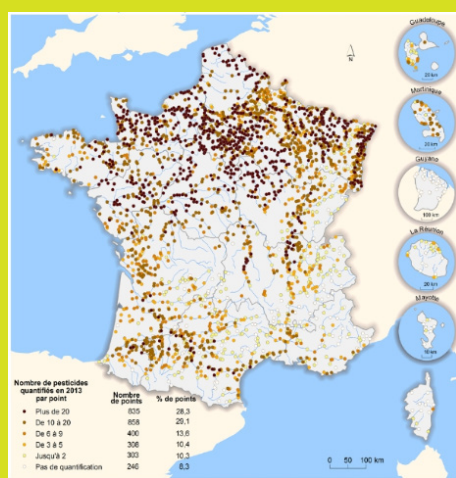 Guadeloupe
20 km
Martinique
20 km
Guyane
100 km
La Réunion
20 km
Mayotte
10 km
N
Nombre de pesticides
quantifiés en 2013
par point
Nombre
de points
% de points
Plus de 20 835 28,3
De 10 à 20 858 29,1
De 6 à 9 400 13,6
De 3 à 5 308 10,4
Jusqu'à 2 303 10,3
Pas de quantification 246 8,3
0 50 100 km